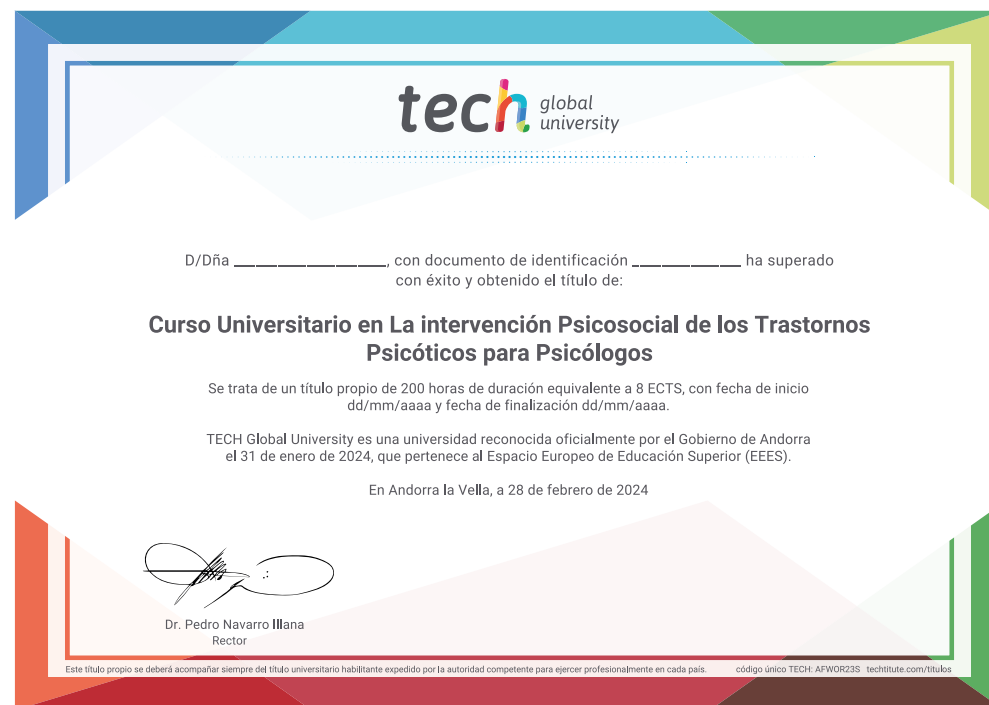 tech global
university
D/Dña ______________, con documento de identificación __________ ha superado
con éxito y obtenido el título de:
Curso Universitario en La intervención Psicosocial de los Trastornos
Psicóticos para Psicólogos
Se trata de un título propio de 200 horas de duración equivalente a 8 ECTS, con fecha de inicio
dd/mm/aaaa y fecha de finalización dd/mm/aaaa.
TECH Global University es una universidad reconocida oficialmente por el Gobierno de Andorra
el 31 de enero de 2024, que pertenece al Espacio Europeo de Educación Superior (EEES).
En Andorra la Vella, a 28 de febrero de 2024
Dr. Pedro Navarro Illana
Rector
Este título propio se deberá acompañar siempre del título universitario habilitante expedido por la autoridad competente para ejercer profesionalmente en cada país. código único TECH: AFWOR23S techtitute.com/titulos